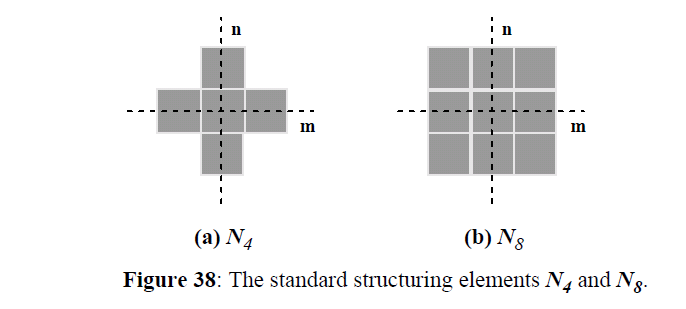 n
n
m
m
(a) N4
(b) N8
Figure 38: The standard structuring elements N4 and N8.